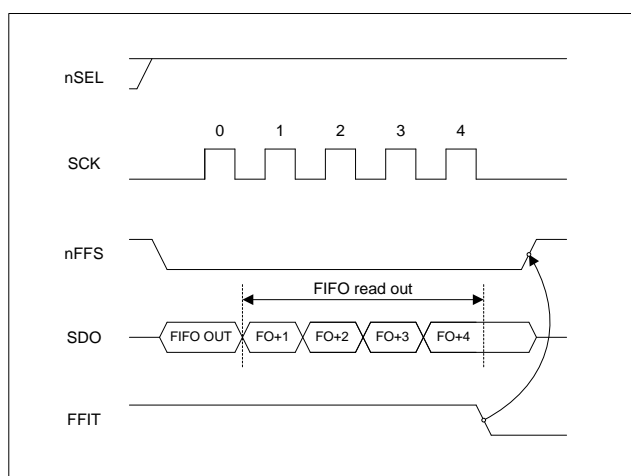 nSEL
0 1 2 3 4
SCK
nFFS
FIFO read out
SDO FIFO OUT FO+1 FO+2 FO+3 FO+4
FFIT